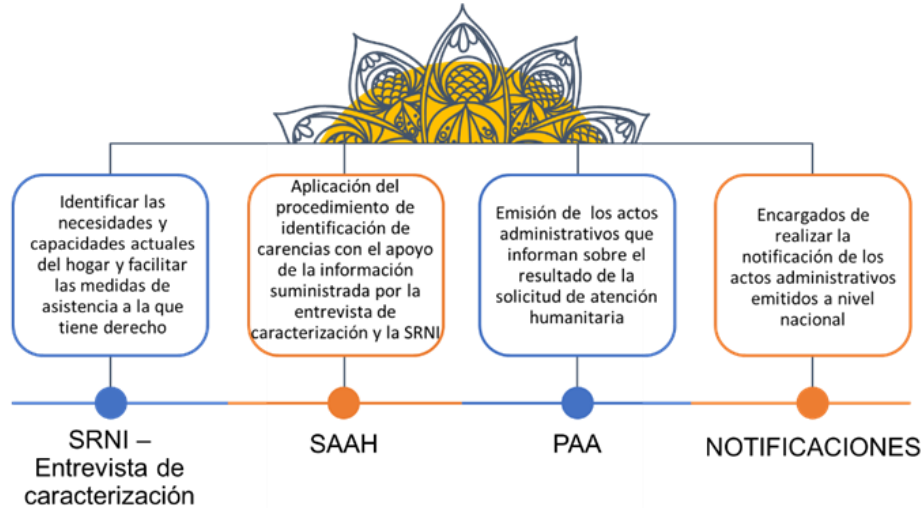 Identificar las
necesidades y
capacidades actuales
del hogar y facilitar
las medidas de
asistencia a la que
tiene derecho
Aplicación del
procedimiento de
identificación de
carencias con el apoyo
de la información
suministrada por la
entrevista de
caracterización y la SRNI
Emisión de los actos
administrativos que
informan sobre el
resultado de la
solicitud de atención
humanitaria
Encargados de
realizar la
notificación de los
actos administrativos
emitidos a nivel
nacional
SRNI –
Entrevista de
caracterización
SAAH
PAA
NOTIFICACIONES